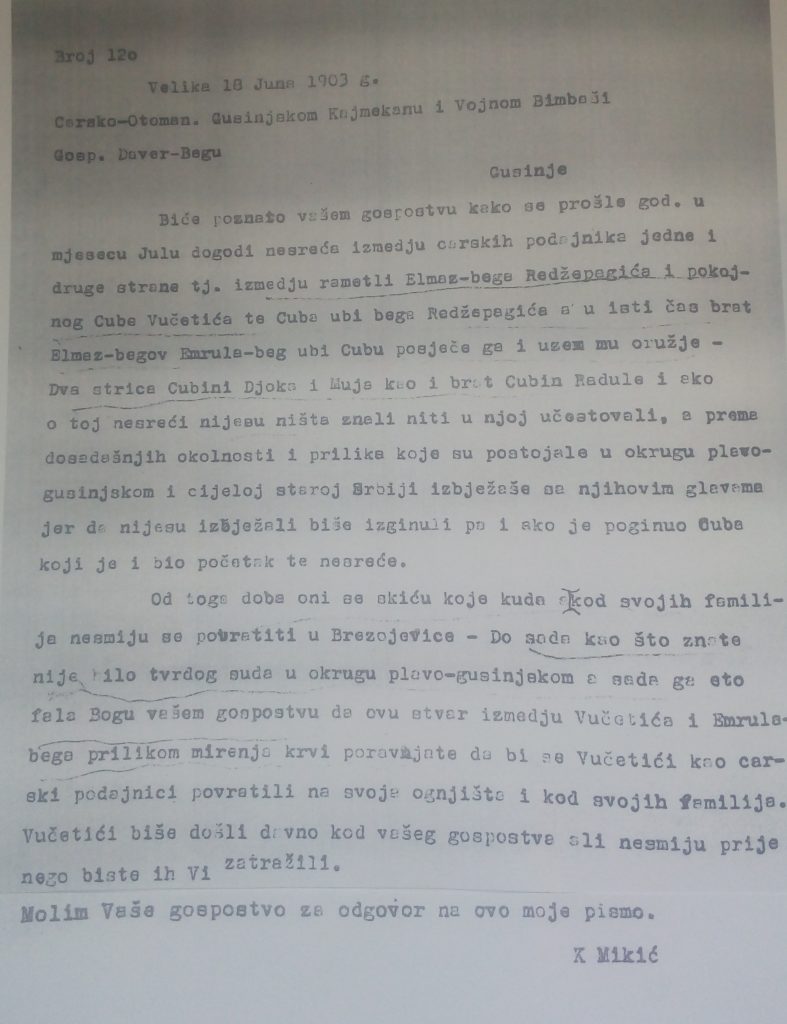 Broj 12o
Velika 18 Juna 1903 g.
Carsko-Otoman. Gusinjskom Kajmekanu i Vojnom Bimbaši
Gosp. Daver-Begu
Gusinje
Biće poznato vašem gospostvu kako se prošle god. u
mjesecu Julu dogodi nesreća izmedju carskih podajnika jedne i
druge strane tj. izmedju rametli Elmaz-bega Redžepagića i pokoj-
nog Cube Vučetića te Cuba ubi bega Redžepagića a u isti čas brat
Elmaz-begov Emrula-beg ubi Cubu posječe ga i uzem mu oružje -
Dva strica Cubini Djoka i Muja kao i brat Cubin Radule i ako
o toj nesreći nijesu ništa znali niti u njoj učestovali, a prema
dosadašnjih okolnosti i prilika koje su postojale u okrugu plavo-
gusinjskom i cijeloj staroj Srbiji izbježaše sa njihovim glavama
jer da nijesu izbježali biše izginuli pa i ako je poginuo Cuba
koji je i bio početak te nesreće.
Od toga doba oni se skiću koje kuda a kod svojih famili-
ja nesmiju se povratiti u Brezojevice - Do sada kao što znate
nije bilo tvrdog suda u okrugu plavo-gusinjskom a sada ga eto
fala Bogu vašem gospostvu da ovu stvar izmedju Vučetića i Emrula-
bega prilikom mirenja krvi poravnjate da bi se Vučetići kao car-
ski podajnici povratili na svoja ognjišta i kod svojih familija.
Vučetići biše došli davno kod vašeg gospostva ali nesmiju prije
nego biste ih Vi zatražili.
Molim Vaše gospostvo za odgovor na ovo moje pismo.
K Mikić